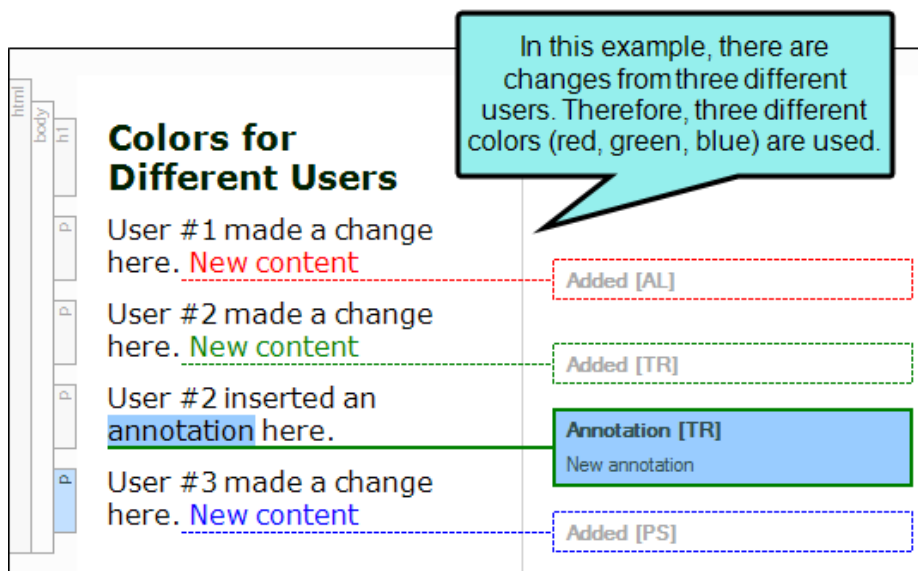 In this example, there are
changes from three different
users. Therefore, three different
colors (red, green, blue) are used.
html
body
h1
Colors for
Different Users
P
User #1 made a change
here. New content
Added [AL]
P
User #2 made a change
here. New content
Added [TR]
P
User #2 inserted an
annotation here.
Annotation [TR]
New annotation
P
User #3 made a change
here. New content
Added [PS]